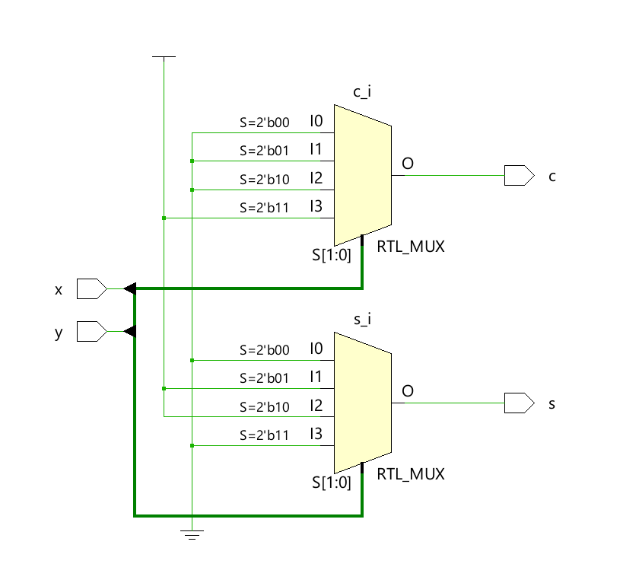 c_i
S=2'b00 I0
S=2'b01 I1
S=2'b10 I2
S=2'b11 I3
O
c
S[1:0]
RTL_MUX
x
y
s_i
S=2'b00 I0
S=2'b01 I1
S=2'b10 I2
S=2'b11 I3
O
s
S[1:0]
RTL_MUX